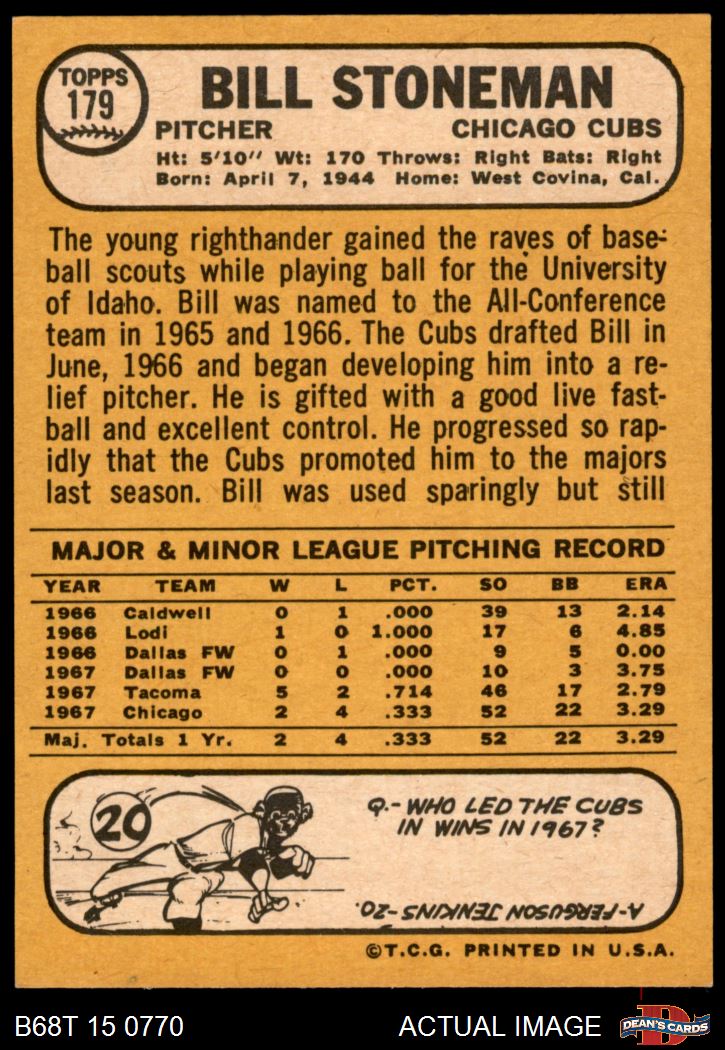 TOPPS
179
BILL STONEMAN
PITCHER CHICAGO CUBS
Ht: 5'10" Wt: 170 Throws: Right Bats: Right
Born: April 7, 1944 Home: West Covina, Cal.
The young righthander gained the raves of base-
ball scouts while playing ball for the University
of Idaho. Bill was named to the All-Conference
team in 1965 and 1966. The Cubs drafted Bill in
June, 1966 and began developing him into a re-
lief pitcher. He is gifted with a good live fast-
ball and excellent control. He progressed so rap-
idly that the Cubs promoted him to the majors
last season. Bill was used sparingly but still
MAJOR & MINOR LEAGUE PITCHING RECORD
YEAR TEAM W L PCT. SO BB ERA
1966 Caldwell 0 1 .000 39 13 2.14
1966 Lodi 1 0 1.000 17 6 4.85
1966 Dallas FW 0 1 .000 9 5 0.00
1967 Dallas FW 0 0 .000 10 3 3.75
1967 Tacoma 5 2 .714 46 17 2.79
1967 Chicago 2 4 .333 52 22 3.29
Maj. Totals 1 Yr. 2 4 .333 52 22 3.29
20
Q.- WHO LED THE CUBS
IN WINS IN 1967?
A-FERGUSON JENKINS-20.
©T.C.G. PRINTED IN U.S.A.
B68T 15 0770 ACTUAL IMAGE
D
DEAN'S CARDS